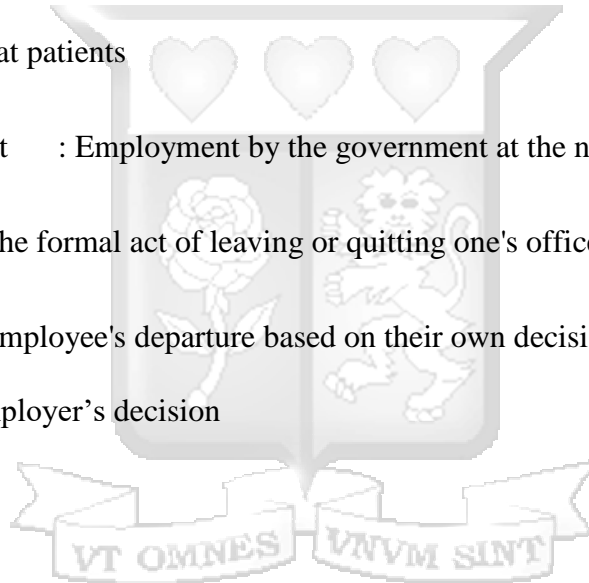 at patients
t : Employment by the government at the n
he formal act of leaving or quitting one's office
mployee's departure based on their own decisi
ployer’s decision
VT OMNES VNVM SINT